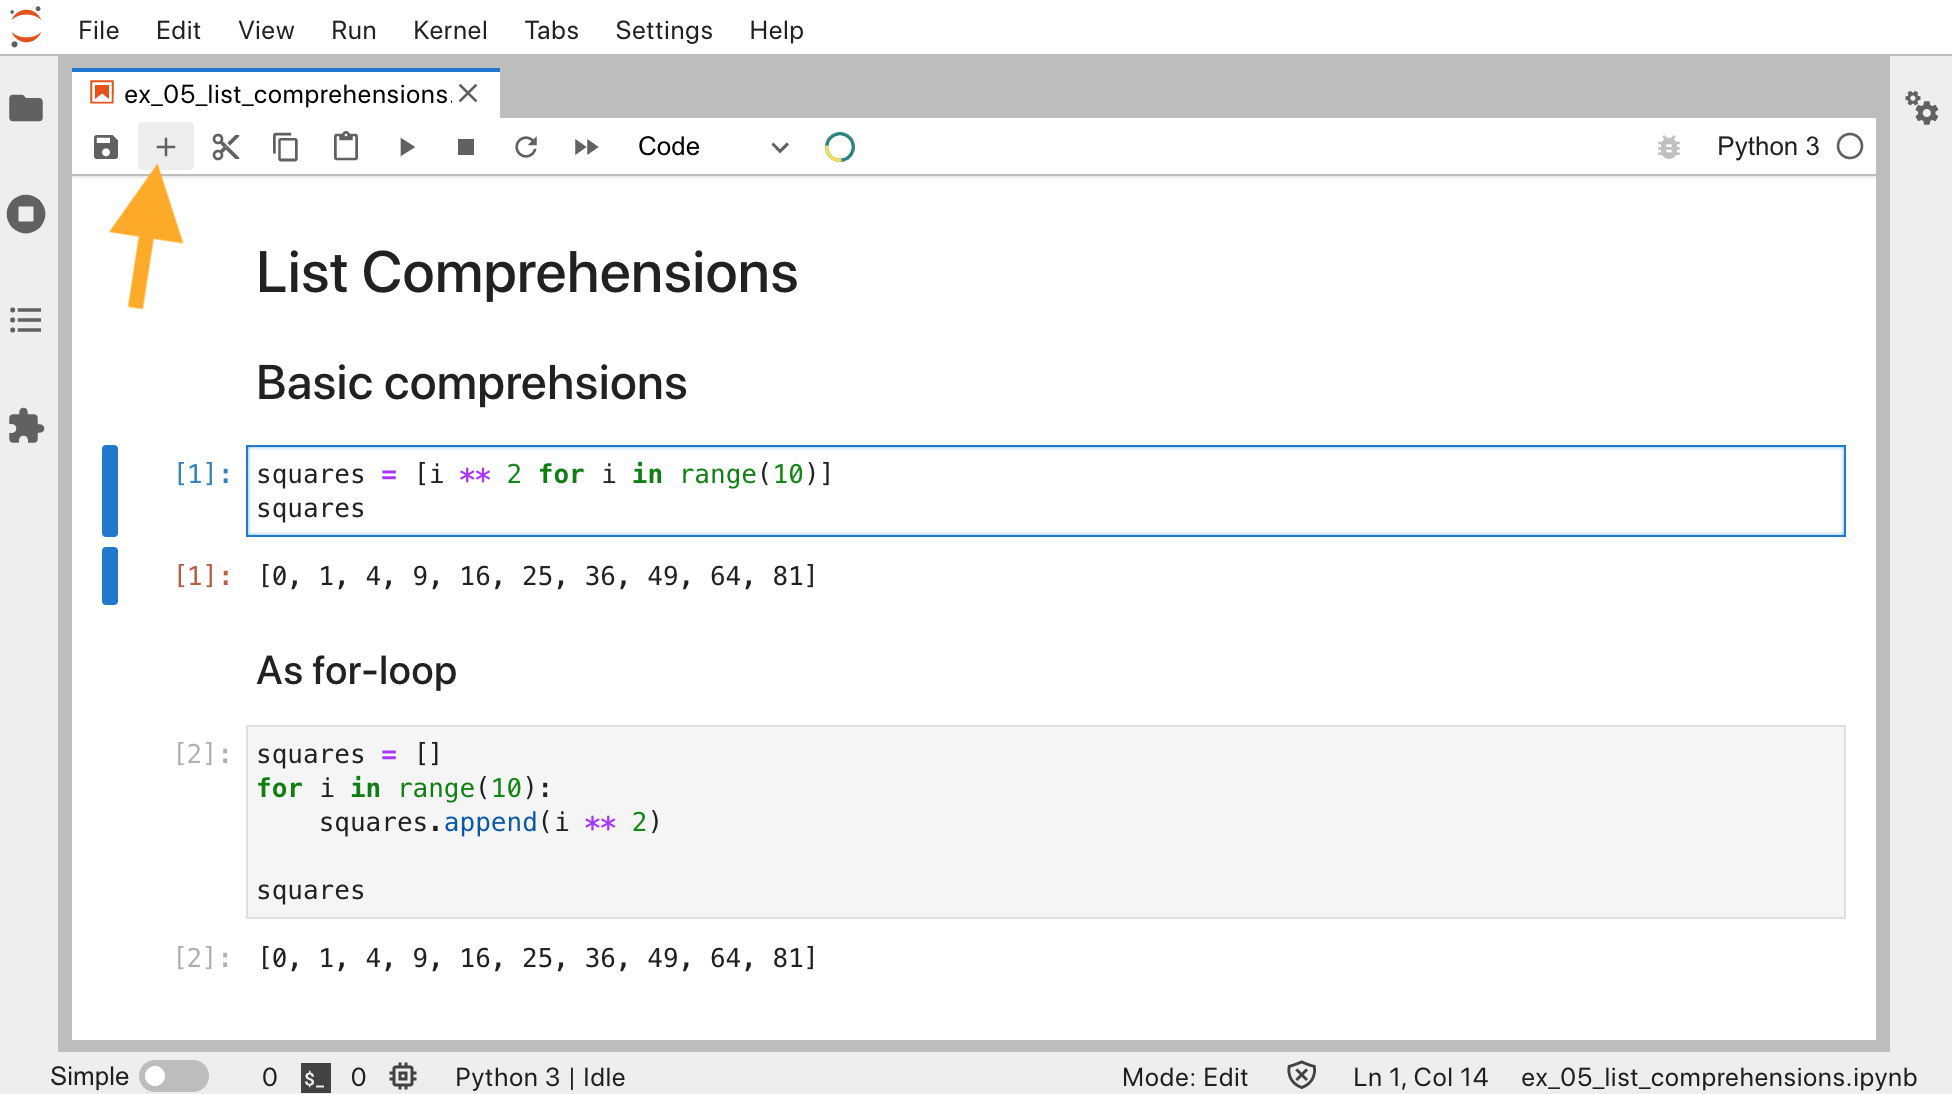 File Edit View Run Kernel Tabs Settings Help
ex_05_list_comprehensions.
Code
Python 3
List Comprehensions
Basic comprehsions
[1]: squares = [i ** 2 for i in range(10)]
squares
[1]: [0, 1, 4, 9, 16, 25, 36, 49, 64, 81]
As for-loop
[2]: squares = []
for i in range(10):
    squares.append(i ** 2)
squares
[2]: [0, 1, 4, 9, 16, 25, 36, 49, 64, 81]
Simple 0 $_ 0 Python 3 | Idle Mode: Edit Ln 1, Col 14 ex_05_list_comprehensions.ipynb